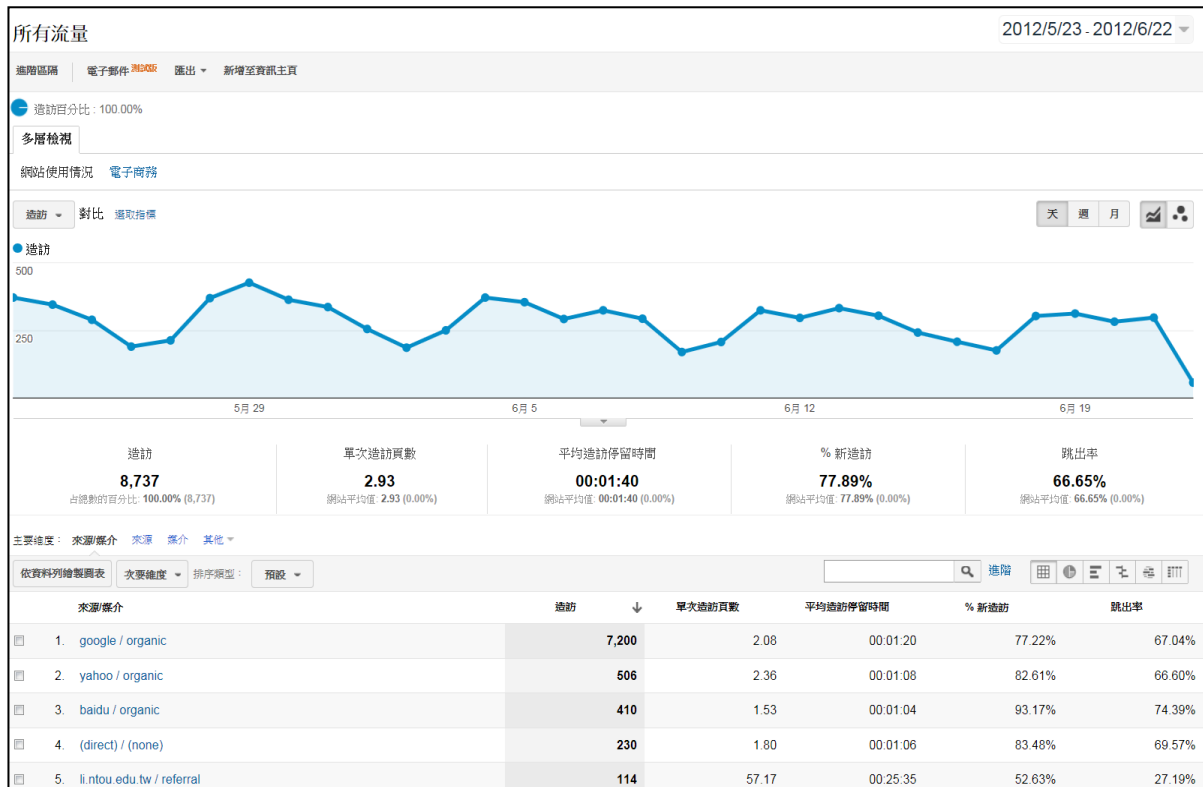 所有流量
2012/5/23 - 2012/6/22
進階區隔 電子郵件 測試版 匯出 新增至資訊主頁
造訪百分比 : 100.00%
多層檢視
網站使用情況 電子商務
造訪 對比 選取指標 天 週 月
造訪
500
250
5月 29 6月 5 6月 12 6月 19
造訪 單次造訪頁數 平均造訪停留時間 % 新造訪 跳出率
8,737 2.93 00:01:40 77.89% 66.65%
占總數的百分比: 100.00% (8,737) 網站平均值: 2.93 (0.00%) 網站平均值: 00:01:40 (0.00%) 網站平均值: 77.89% (0.00%) 網站平均值: 66.65% (0.00%)
主要維度： 來源/媒介 來源 媒介 其他
依資料列繪製圖表 次要維度 排序類型： 預設 進階
來源/媒介 造訪 ↓ 單次造訪頁數 平均造訪停留時間 % 新造訪 跳出率
1. google / organic 7,200 2.08 00:01:20 77.22% 67.04%
2. yahoo / organic 506 2.36 00:01:08 82.61% 66.60%
3. baidu / organic 410 1.53 00:01:04 93.17% 74.39%
4. (direct) / (none) 230 1.80 00:01:06 83.48% 69.57%
5. li.ntou.edu.tw / referral 114 57.17 00:25:35 52.63% 27.19%